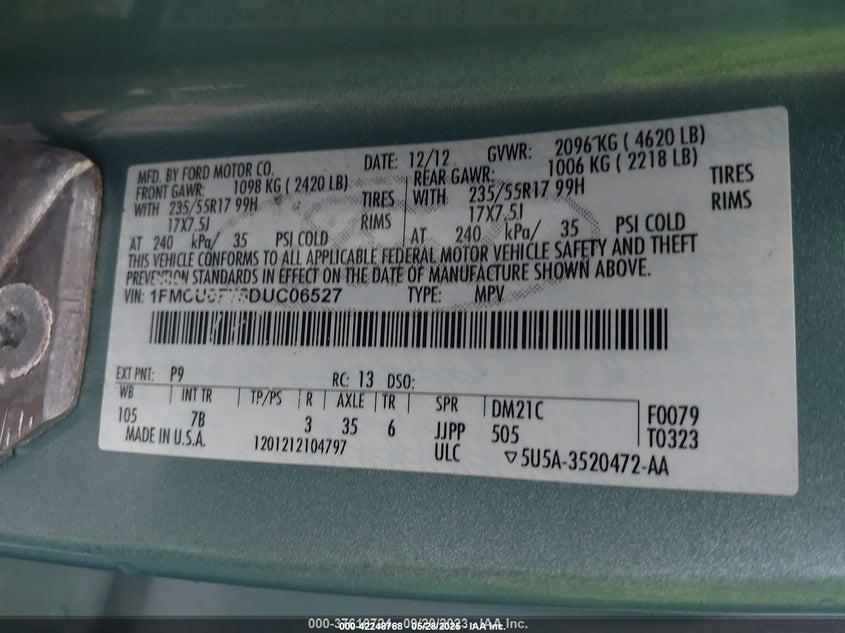 MFD. BY FORD MOTOR CO. DATE: 12/12 GVWR: 2096 KG ( 4620 LB)
FRONT GAWR: 1098 KG ( 2420 LB) REAR GAWR: 1006 KG ( 2218 LB)
WITH 235/55R17 99H TIRES WITH 235/55R17 99H TIRES
17X7.5J RIMS 17X7.5J RIMS
AT 240 kPa/ 35 PSI COLD AT 240 kPa/ 35 PSI COLD
THIS VEHICLE CONFORMS TO ALL APPLICABLE FEDERAL MOTOR VEHICLE SAFETY AND THEFT
PREVENTION STANDARDS IN EFFECT ON THE DATE OF MANUFACTURE SHOWN ABOVE.
VIN: TYPE: MPV
EXT PNT: P9 RC: 13 DSO:
WB INT TR TP/PS R AXLE TR SPR DM21C F0079
105 7B 3 35 6 JJPP 505 T0323
MADE IN U.S.A. 1201212104797 ULC ▽5U5A-3520472-AA
IAA Inc.